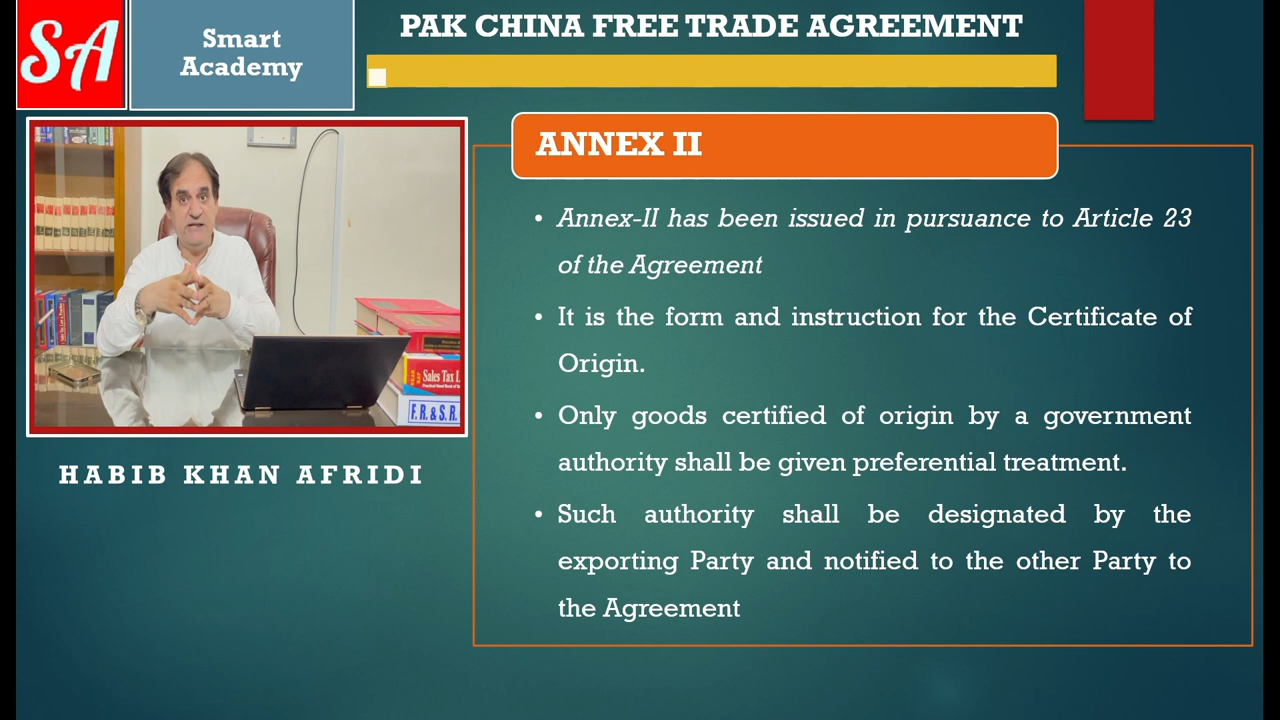 SA
Smart
Academy
PAK CHINA FREE TRADE AGREEMENT
ANNEX II
• Annex-II has been issued in pursuance to Article 23
of the Agreement
• It is the form and instruction for the Certificate of
Origin.
• Only goods certified of origin by a government
authority shall be given preferential treatment.
• Such authority shall be designated by the
exporting Party and notified to the other Party to
the Agreement
Sales Tax L
F.R.&S.R.
HABIB KHAN AFRIDI